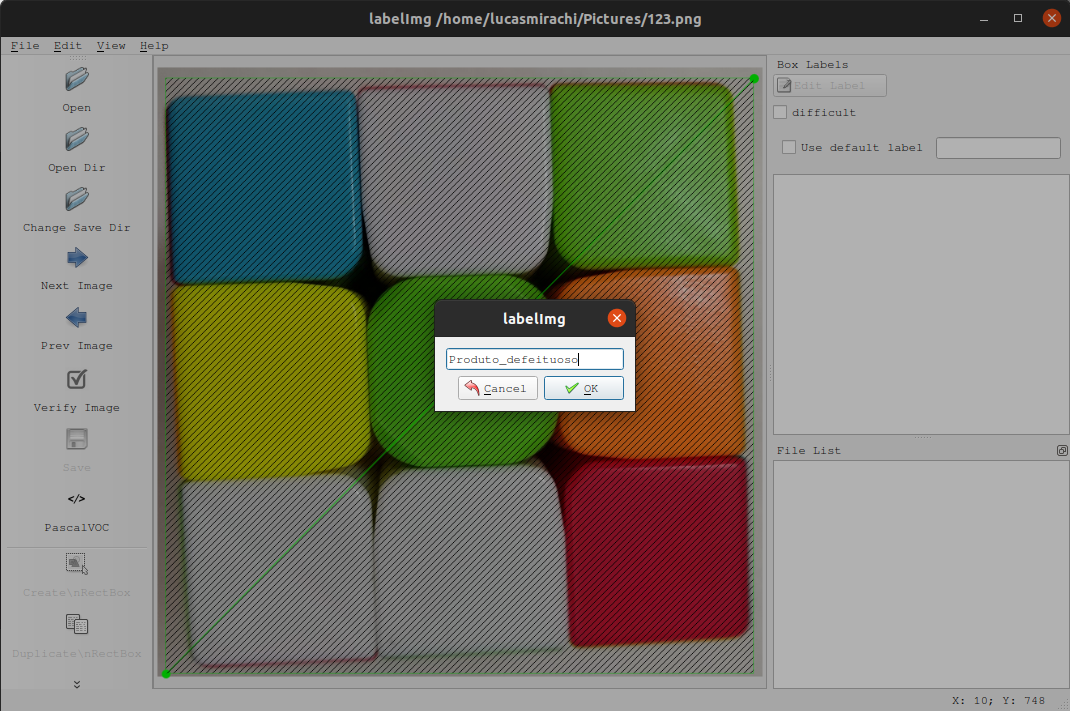 labelImg /home/lucasmirachi/Pictures/123.png
File Edit View Help
Open
Open Dir
Change Save Dir
Next Image
Prev Image
Verify Image
Save
</>
PascalVOC
Create\nRectBox
Duplicate\nRectBox
labelImg
Produto_defeituoso
Cancel OK
Box Labels
Edit Label
difficult
Use default label
File List
X: 10; Y: 748